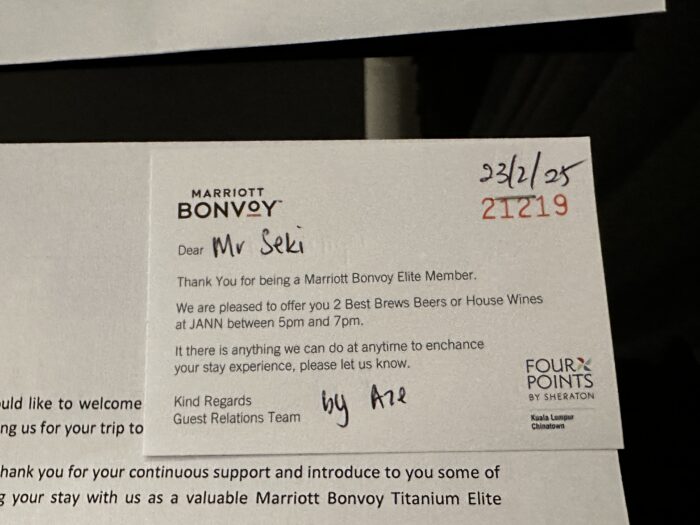 MARRIOTT
BONVOY™
23/2/25
21219
Dear Mr Seki
Thank You for being a Marriott Bonvoy Elite Member.
We are pleased to offer you 2 Best Brews Beers or House Wines
at JANN between 5pm and 7pm.
It there is anything we can do at anytime to enchance
your stay experience, please let us know.
Kind Regards
Guest Relations Team
by Aze
FOUR
POINTS
BY SHERATON
Kuala Lumpur
Chinatown
ould like to welcome
ng us for your trip to
hank you for your continuous support and introduce to you some of
g your stay with us as a valuable Marriott Bonvoy Titanium Elite